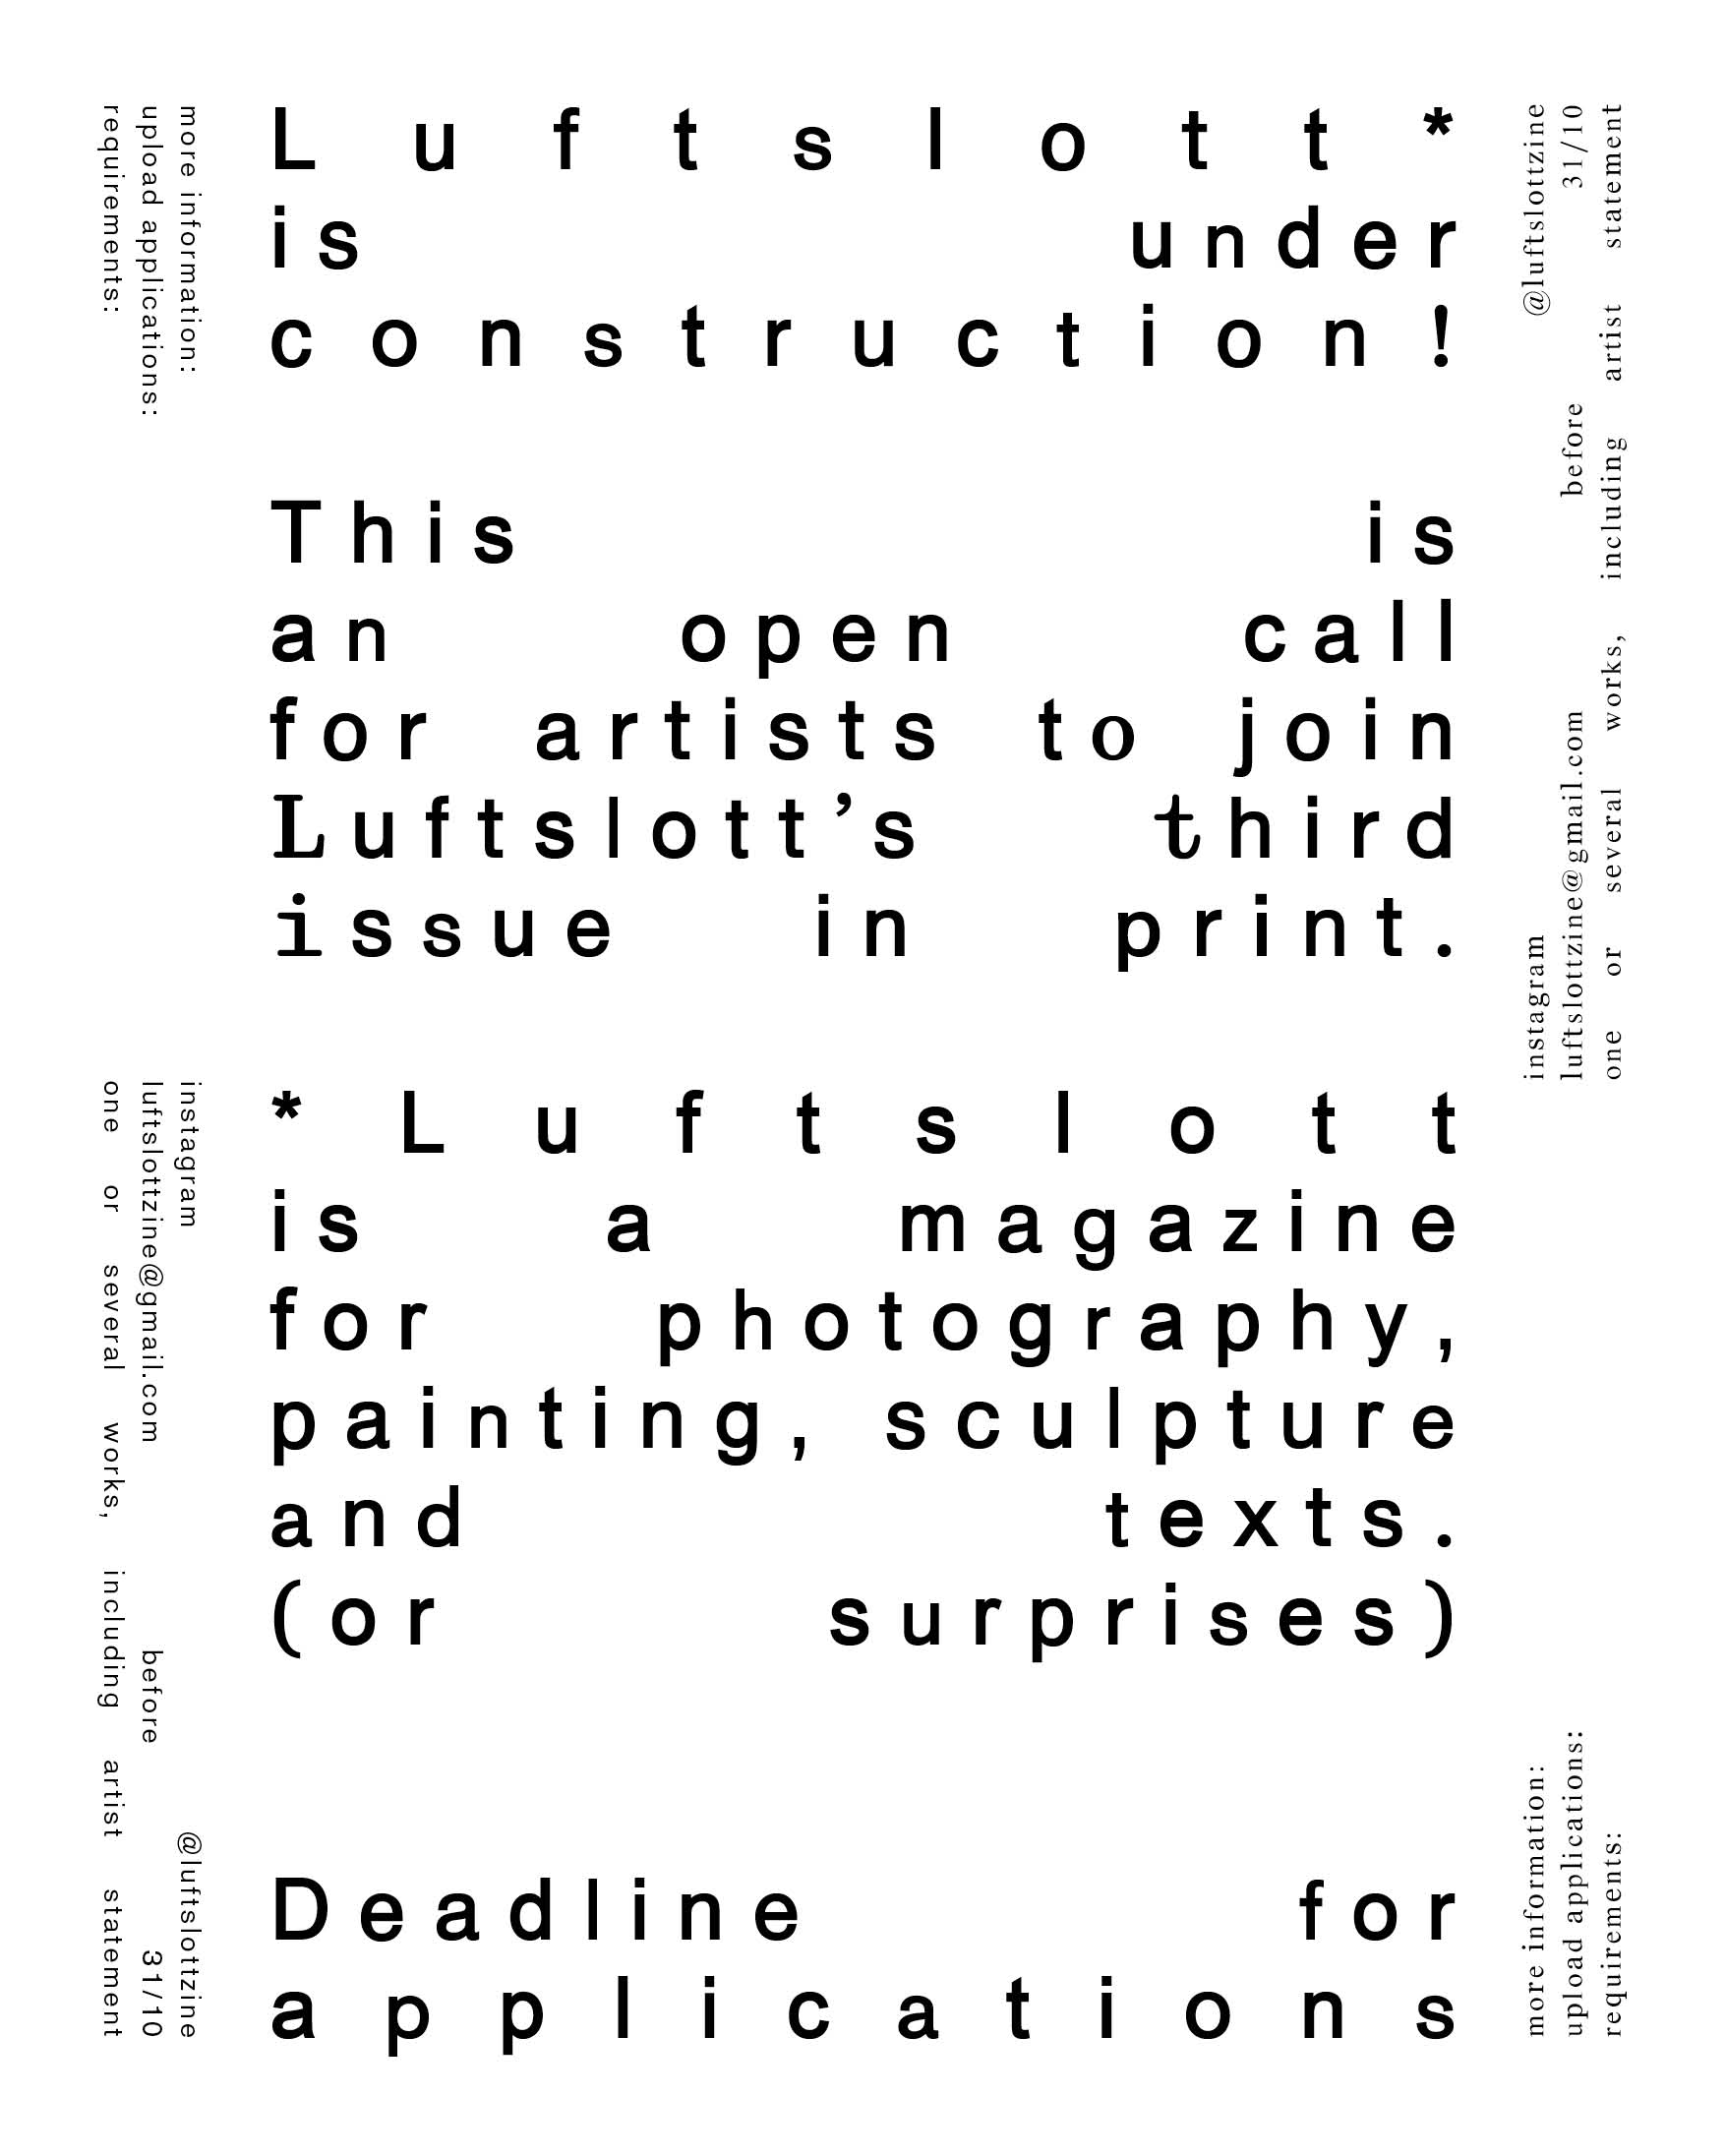 Luftslott*
is under
construction!
This is
an open call
for artists to join
Luftslott’s third
issue in print.
*Luftslott
is a magazine
for photography,
painting, sculpture
and texts.
(or surprises)
Deadline for
applications
more information: instagram @luftslottzine
upload applications: luftslottzine@gmail.com before 31/10
requirements: one or several works, including artist statement
more information: instagram @luftslottzine
upload applications: luftslottzine@gmail.com before 31/10
requirements: one or several works, including artist statement